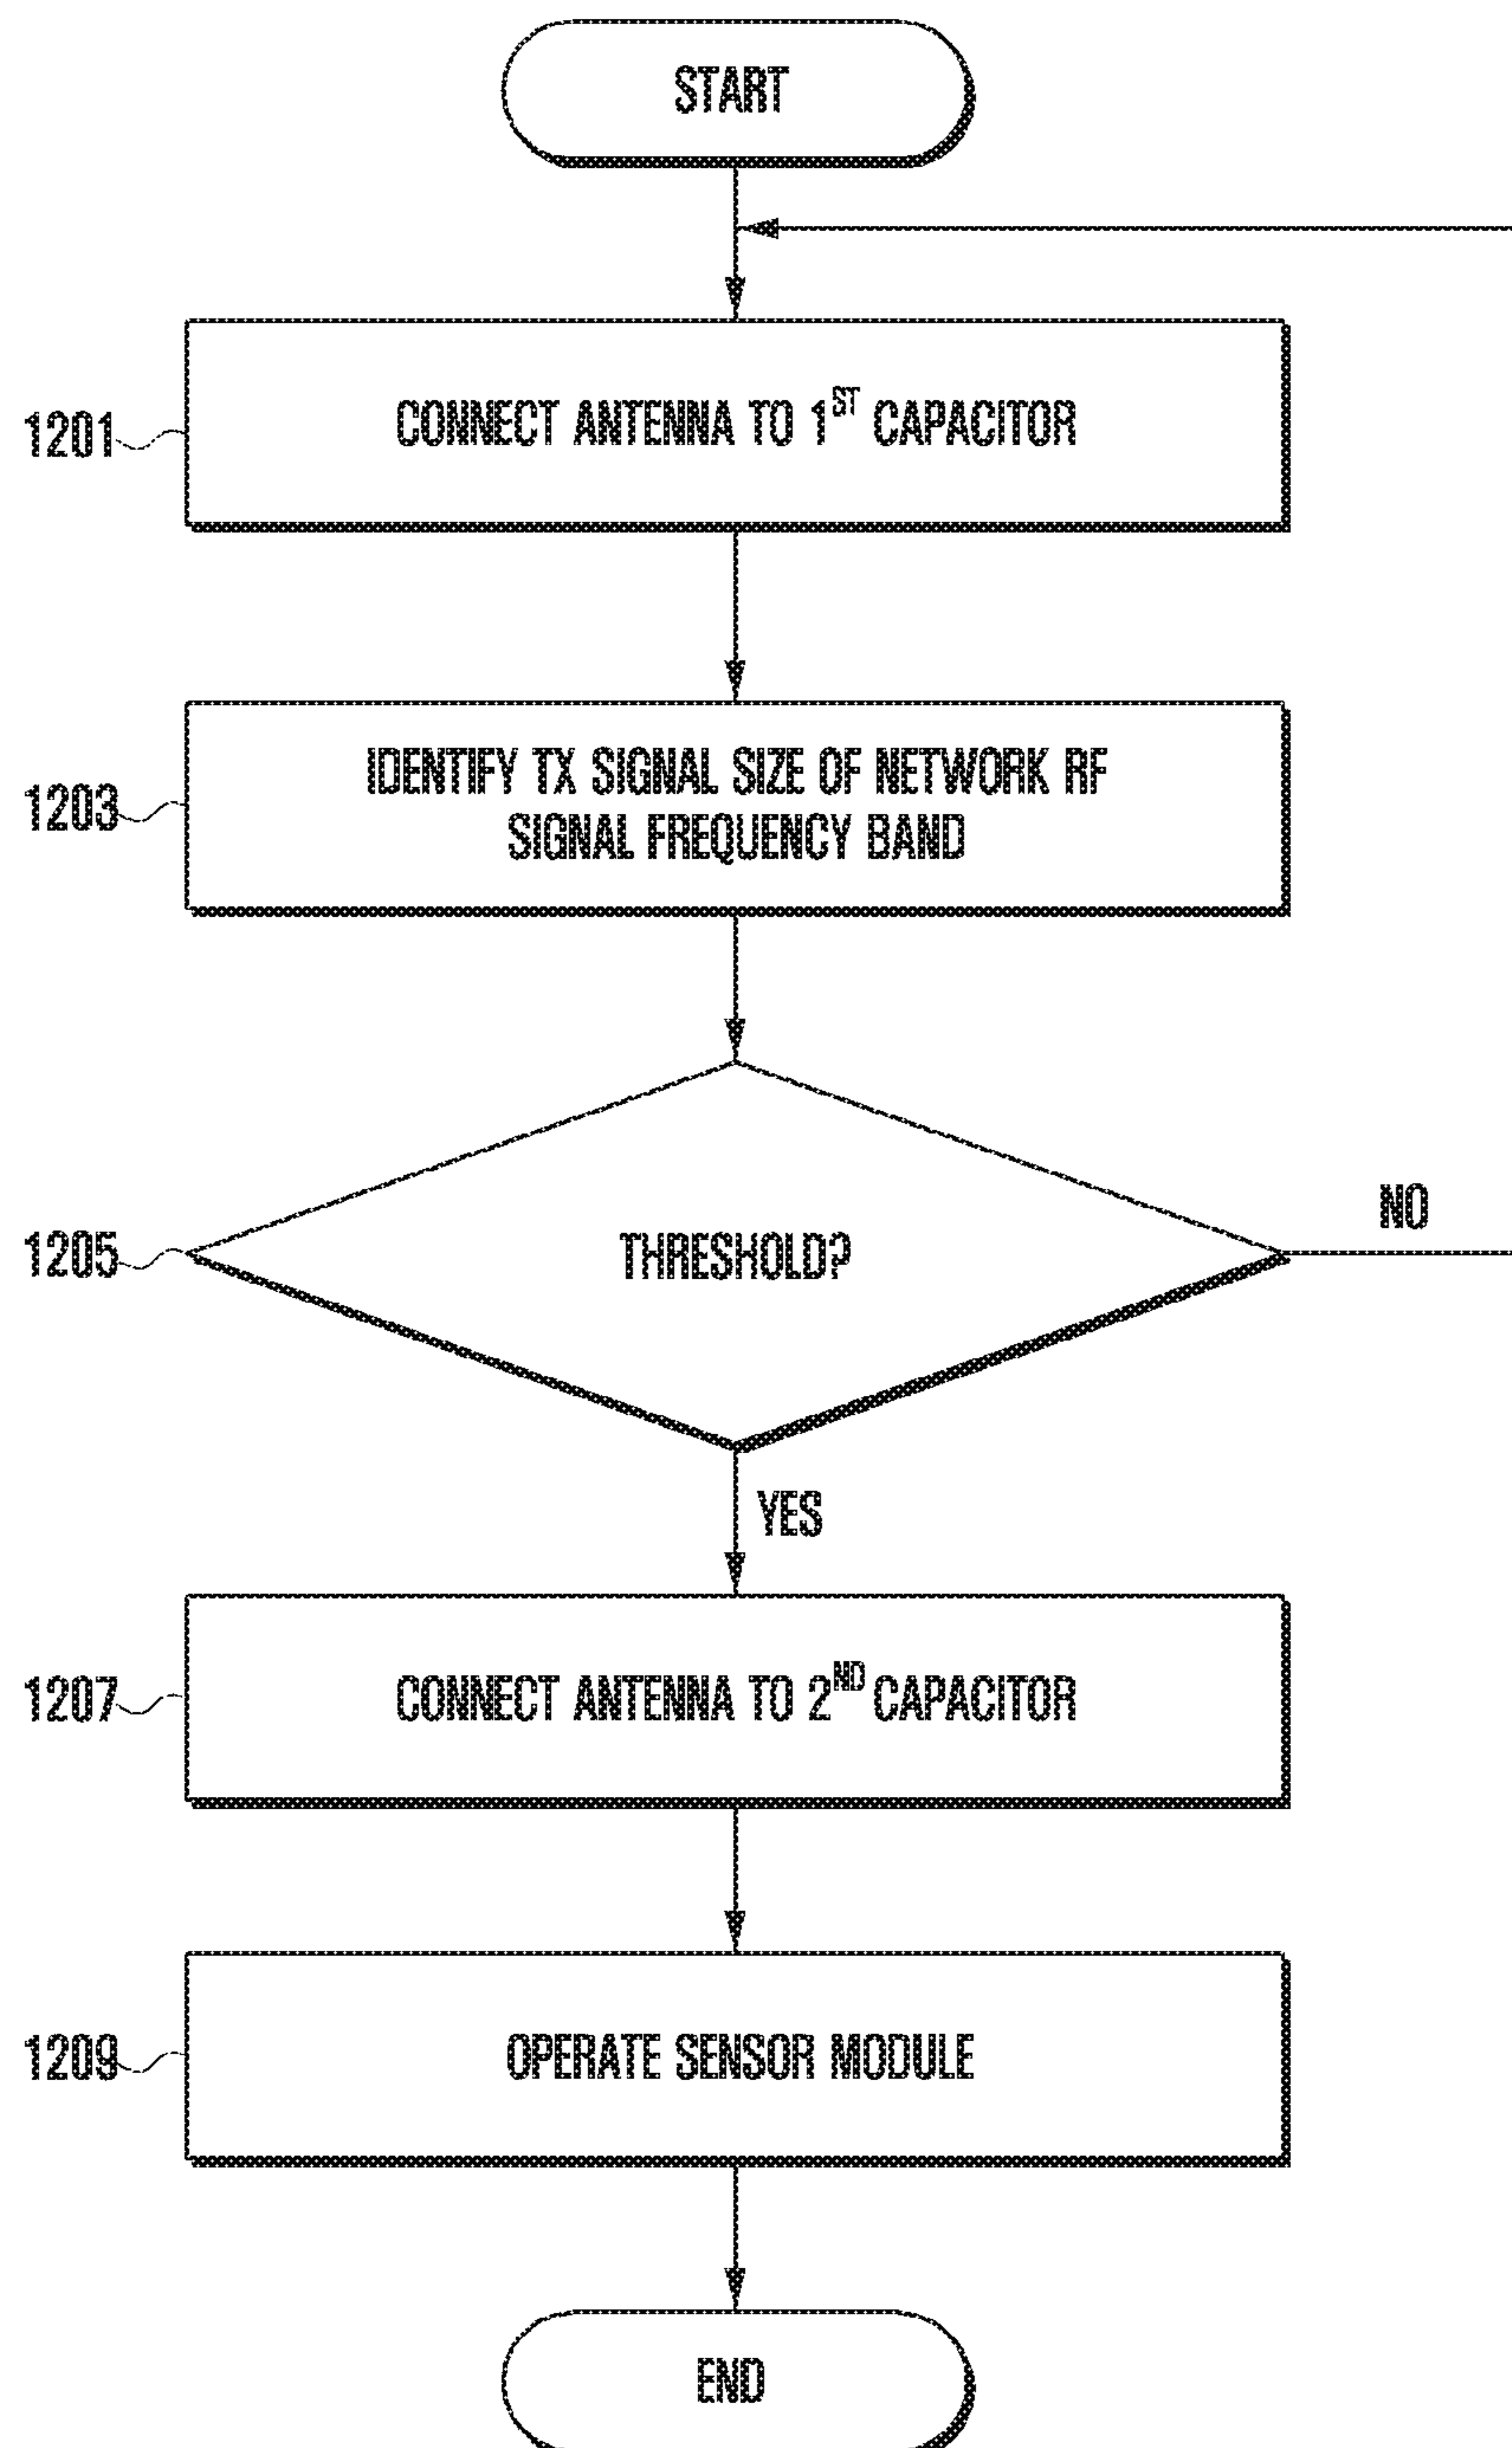 START
1201
CONNECT ANTENNA TO 1ST CAPACITOR
1203
IDENTIFY TX SIGNAL SIZE OF NETWORK RF
SIGNAL FREQUENCY BAND
1205
THRESHOLD?
NO
YES
1207
CONNECT ANTENNA TO 2ND CAPACITOR
1209
OPERATE SENSOR MODULE
END